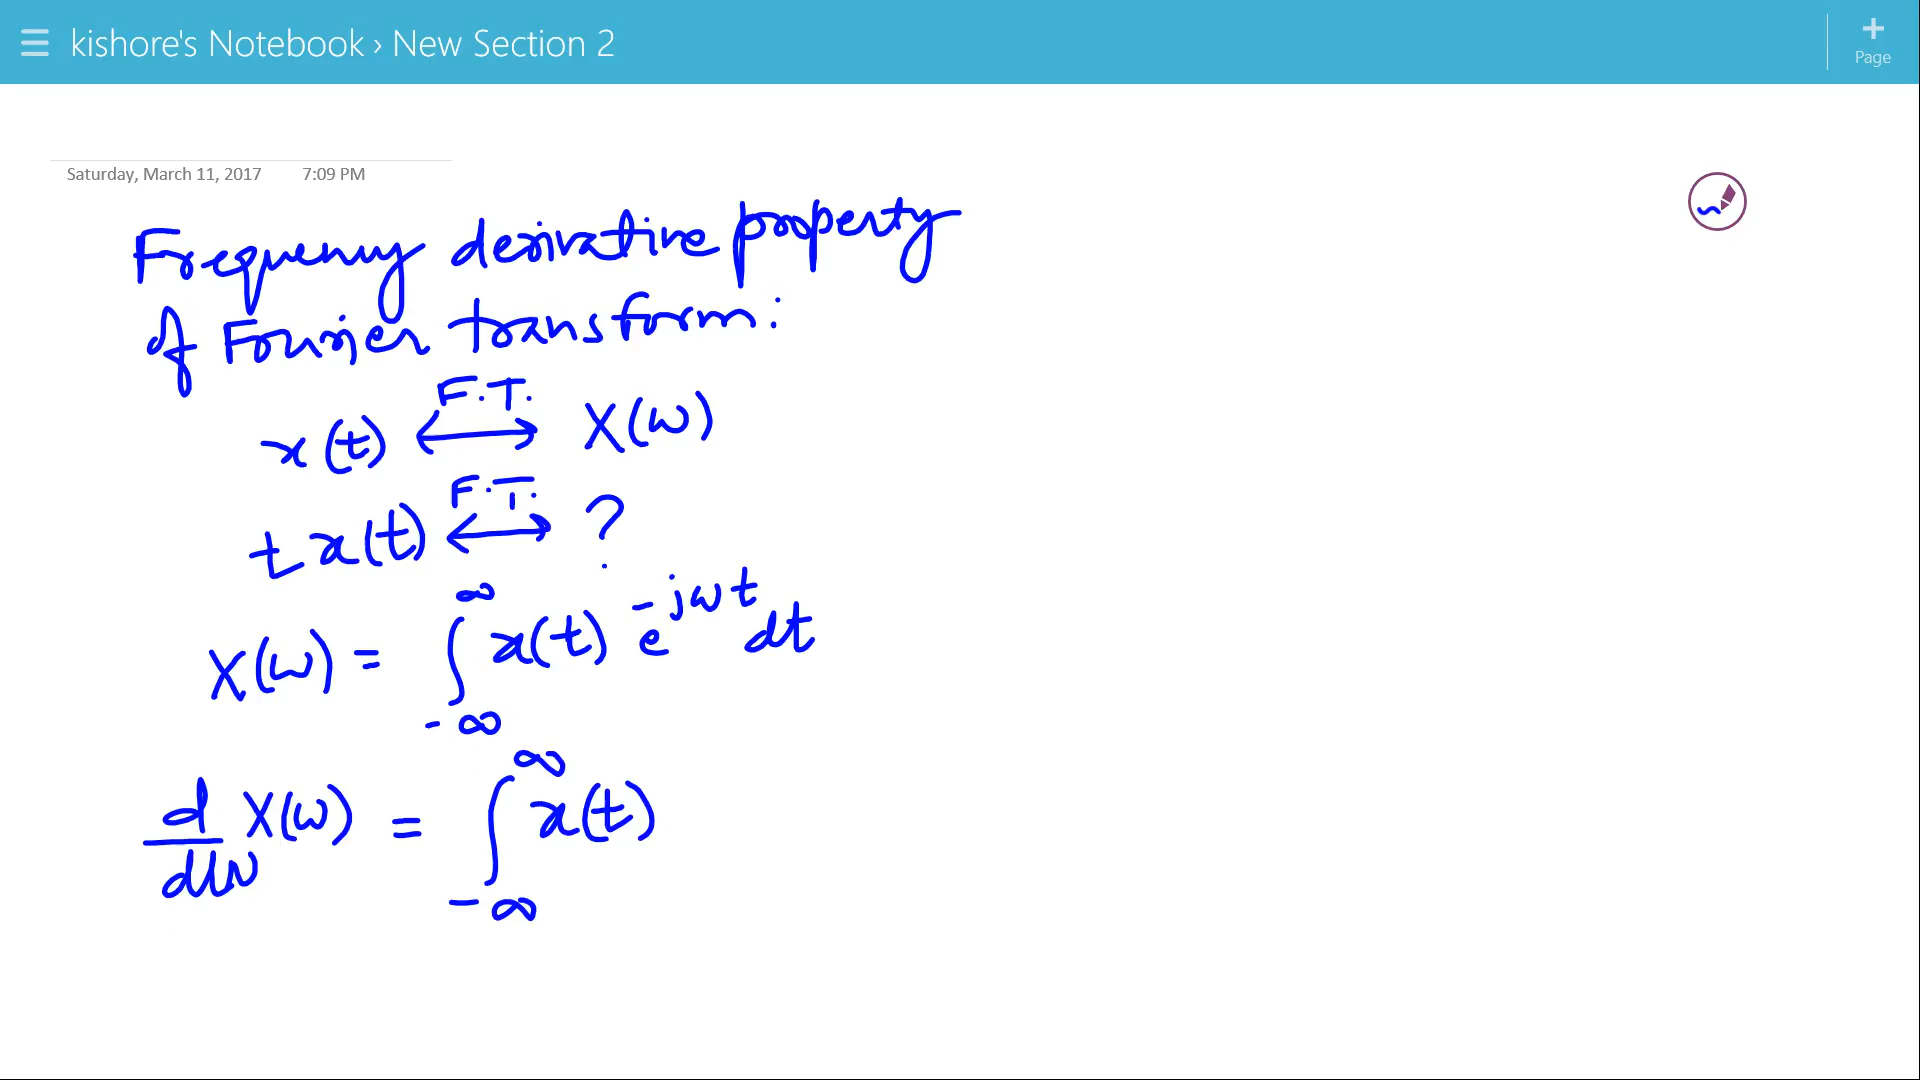 kishore's Notebook › New Section 2
+
Page
Saturday, March 11, 2017 7:09 PM
Frequency derivative property
of Fourier transform:
F.T.
x(t) ⟷ X(ω)
F.T.
t x(t) ⟷ ?
X(ω) = ∫_{-∞}^{∞} x(t) e^{-jωt} dt
d/dω X(ω) = ∫_{-∞}^{∞} x(t)